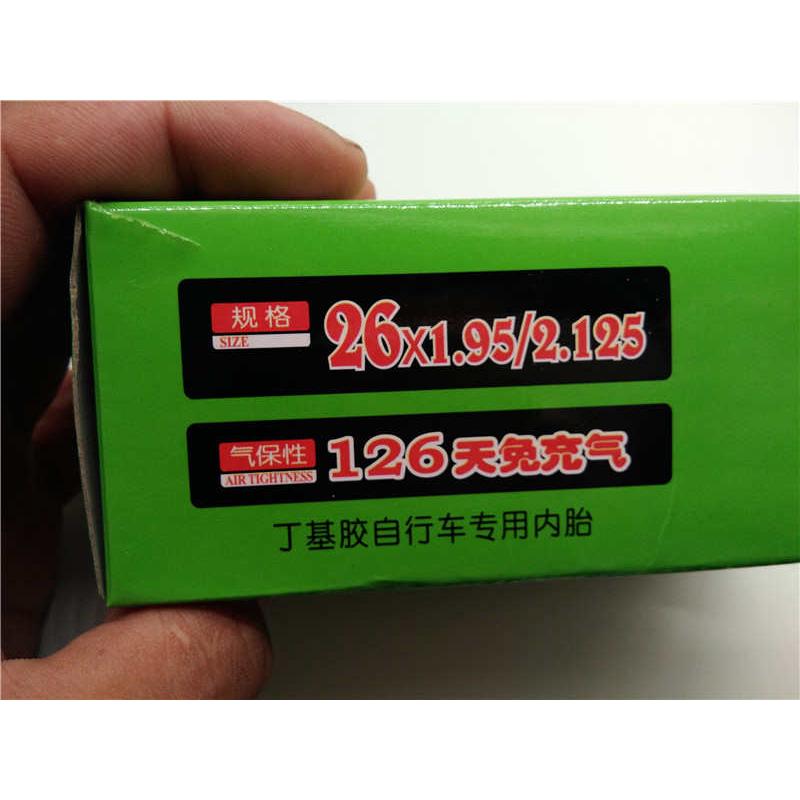 规格 26X1.95/2.125
SIZE
气保性 126天免充气
AIR TIGHTNESS
丁基胶自行车专用内胎